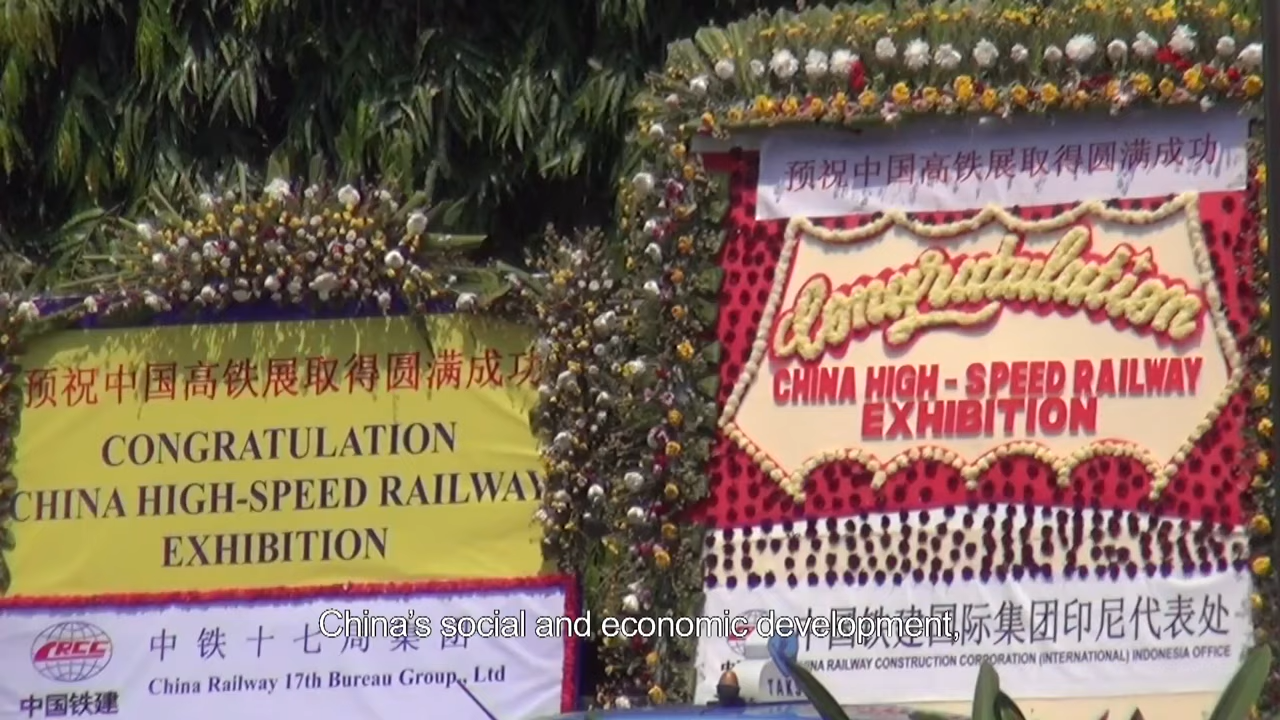 预祝中国高铁展取得圆满成功
CONGRATULATION
CHINA HIGH-SPEED RAILWAY
EXHIBITION
CRCC
中国铁建
中铁十七局集团
China Railway 17th Bureau Group., Ltd
预祝中国高铁展取得圆满成功
Congratulution
CHINA HIGH-SPEED RAILWAY
EXHIBITION
中国铁建国际集团印尼代表处
CHINA RAILWAY CONSTRUCTION CORPORATION (INTERNATIONAL) INDONESIA OFFICE
TAKS
China's social and economic development,